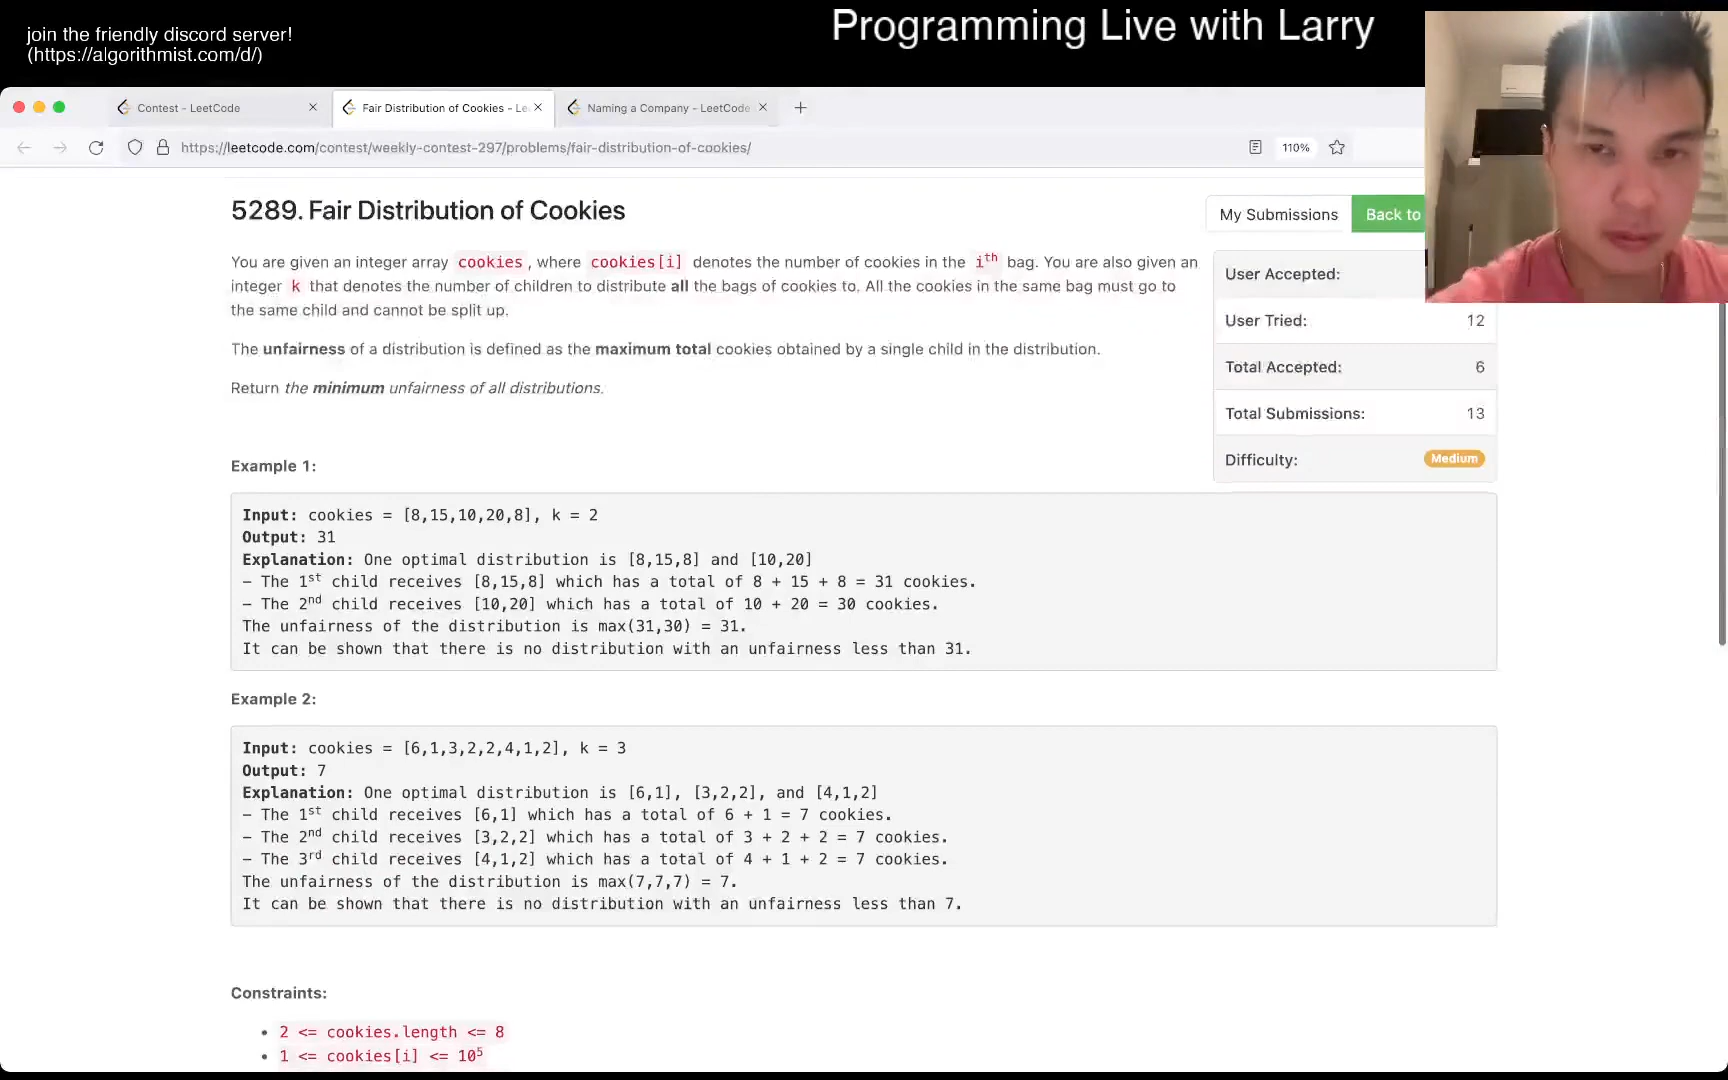 join the friendly discord server!
(https://algorithmist.com/d/)
Programming Live with Larry
Contest – LeetCode
Fair Distribution of Cookies - Le
Naming a Company - LeetCode
https://leetcode.com/contest/weekly-contest-297/problems/fair-distribution-of-cookies/
110%
5289. Fair Distribution of Cookies
My Submissions
Back to
You are given an integer array cookies, where cookies[i] denotes the number of cookies in the iᵗʰ bag. You are also given an
integer k that denotes the number of children to distribute all the bags of cookies to. All the cookies in the same bag must go to
the same child and cannot be split up.
The unfairness of a distribution is defined as the maximum total cookies obtained by a single child in the distribution.
Return the minimum unfairness of all distributions.
User Accepted:
User Tried: 12
Total Accepted: 6
Total Submissions: 13
Difficulty: Medium
Example 1:
Input: cookies = [8,15,10,20,8], k = 2
Output: 31
Explanation: One optimal distribution is [8,15,8] and [10,20]
– The 1ˢᵗ child receives [8,15,8] which has a total of 8 + 15 + 8 = 31 cookies.
– The 2ⁿᵈ child receives [10,20] which has a total of 10 + 20 = 30 cookies.
The unfairness of the distribution is max(31,30) = 31.
It can be shown that there is no distribution with an unfairness less than 31.
Example 2:
Input: cookies = [6,1,3,2,2,4,1,2], k = 3
Output: 7
Explanation: One optimal distribution is [6,1], [3,2,2], and [4,1,2]
– The 1ˢᵗ child receives [6,1] which has a total of 6 + 1 = 7 cookies.
– The 2ⁿᵈ child receives [3,2,2] which has a total of 3 + 2 + 2 = 7 cookies.
– The 3ʳᵈ child receives [4,1,2] which has a total of 4 + 1 + 2 = 7 cookies.
The unfairness of the distribution is max(7,7,7) = 7.
It can be shown that there is no distribution with an unfairness less than 7.
Constraints:
• 2 <= cookies.length <= 8
• 1 <= cookies[i] <= 10⁵